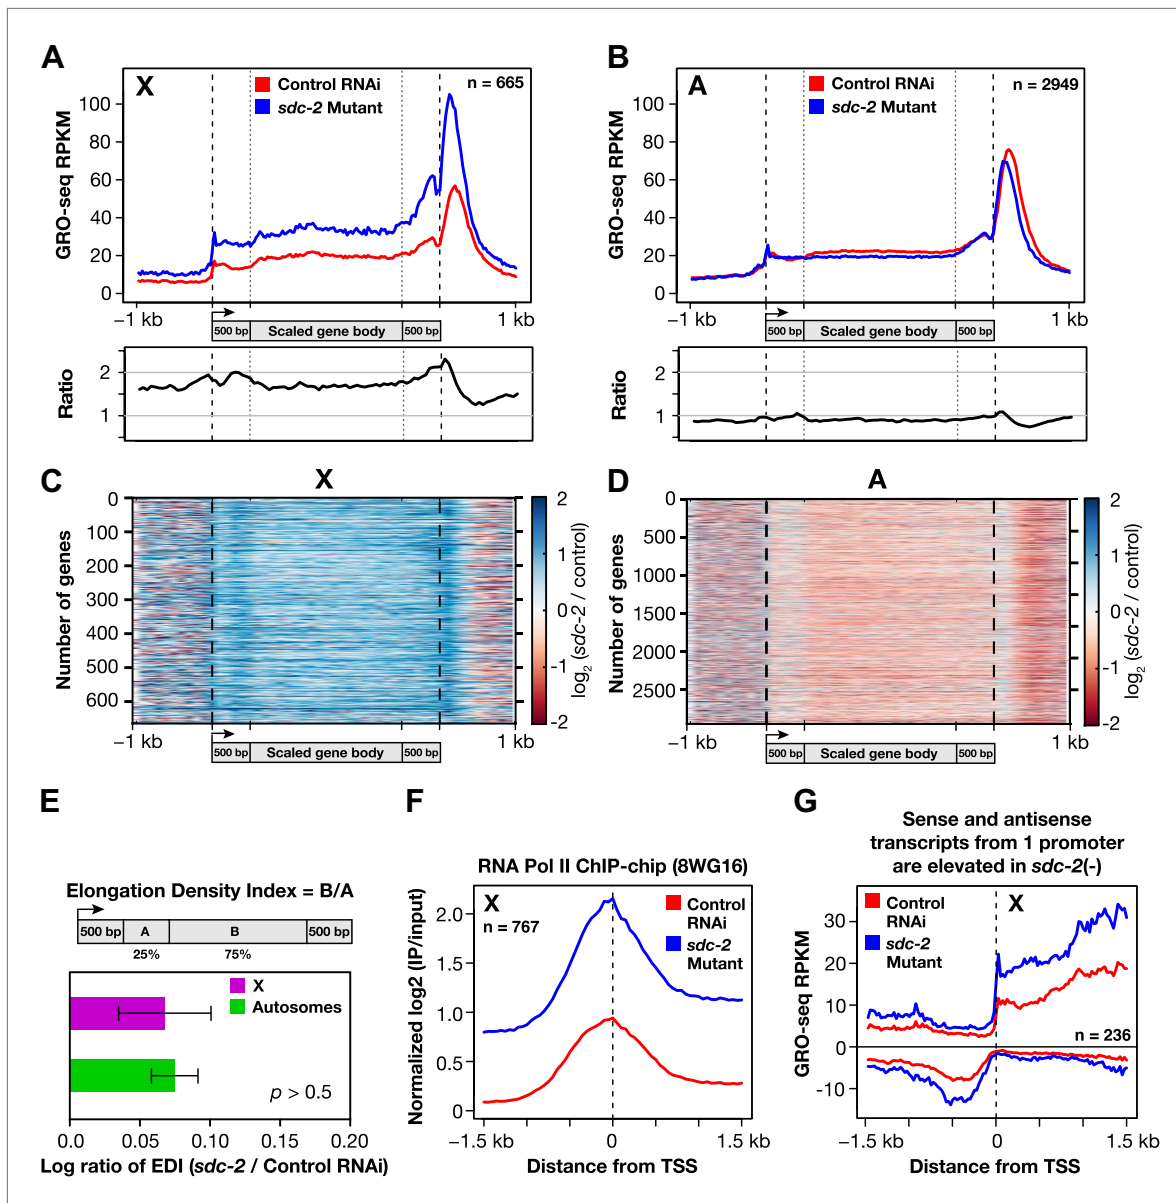 A
X
Control RNAi
sdc-2 Mutant
n = 665
GRO-seq RPKM
100
80
60
40
20
0
−1 kb
1 kb
500 bp
Scaled gene body
500 bp
Ratio
2
1
B
A
Control RNAi
sdc-2 Mutant
n = 2949
GRO-seq RPKM
100
80
60
40
20
0
−1 kb
1 kb
500 bp
Scaled gene body
500 bp
Ratio
2
1
C
X
Number of genes
0
100
200
300
400
500
600
−1 kb
1 kb
500 bp
Scaled gene body
500 bp
2
1
0
-1
-2
log2 (sdc-2 / control)
D
A
Number of genes
0
500
1000
1500
2000
2500
−1 kb
1 kb
500 bp
Scaled gene body
500 bp
2
1
0
-1
-2
log2 (sdc-2 / control)
E
Elongation Density Index = B/A
500 bp
A
B
500 bp
25%
75%
X
Autosomes
p > 0.5
0.0
0.05
0.10
0.15
0.20
Log ratio of EDI (sdc-2 / Control RNAi)
F
RNA Pol II ChIP-chip (8WG16)
X
n = 767
Control
RNAi
sdc-2
Mutant
Normalized log2 (IP/input)
2.0
1.5
1.0
0.5
0
−1.5 kb
0
1.5 kb
Distance from TSS
G
Sense and antisense
transcripts from 1 promoter
are elevated in sdc-2(-)
Control
RNAi
sdc-2
Mutant
X
n = 236
GRO-seq RPKM
30
20
10
0
-10
−1.5 kb
0
1.5 kb
Distance from TSS